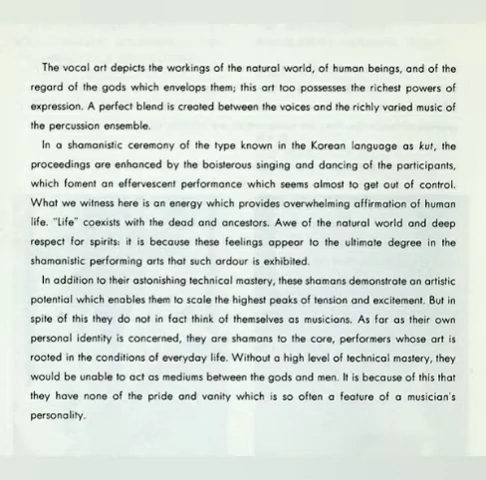 The vocal art depicts the workings of the natural world, of human beings, and of the
regard of the gods which envelops them; this art too possesses the richest powers of
expression. A perfect blend is created between the voices and the richly varied music of
the percussion ensemble.
In a shamanistic ceremony of the type known in the Korean language as kut, the
proceedings are enhanced by the boisterous singing and dancing of the participants,
which foment an effervescent performance which seems almost to get out of control.
What we witness here is an energy which provides overwhelming affirmation of human
life. "Life" coexists with the dead and ancestors. Awe of the natural world and deep
respect for spirits: it is because these feelings appear to the ultimate degree in the
shamanistic performing arts that such ardour is exhibited.
In addition to their astonishing technical mastery, these shamans demonstrate an artistic
potential which enables them to scale the highest peaks of tension and excitement. But in
spite of this they do not in fact think of themselves as musicians. As far as their own
personal identity is concerned, they are shamans to the core, performers whose art is
rooted in the conditions of everyday life. Without a high level of technical mastery, they
would be unable to act as mediums between the gods and men. It is because of this that
they have none of the pride and vanity which is so often a feature of a musician's
personality.